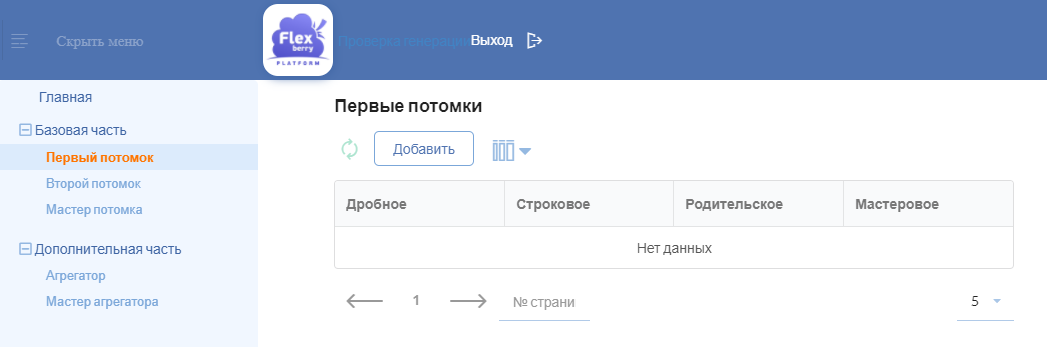 Скрыть меню
Flex
berry
PLATFORM
Проверка генерации
Выход
Главная
Базовая часть
Первый потомок
Второй потомок
Мастер потомка
Дополнительная часть
Агрегатор
Мастер агрегатора
Первые потомки
Добавить
Дробное Строковое Родительское Мастеровое
Нет данных
1 № страни 5